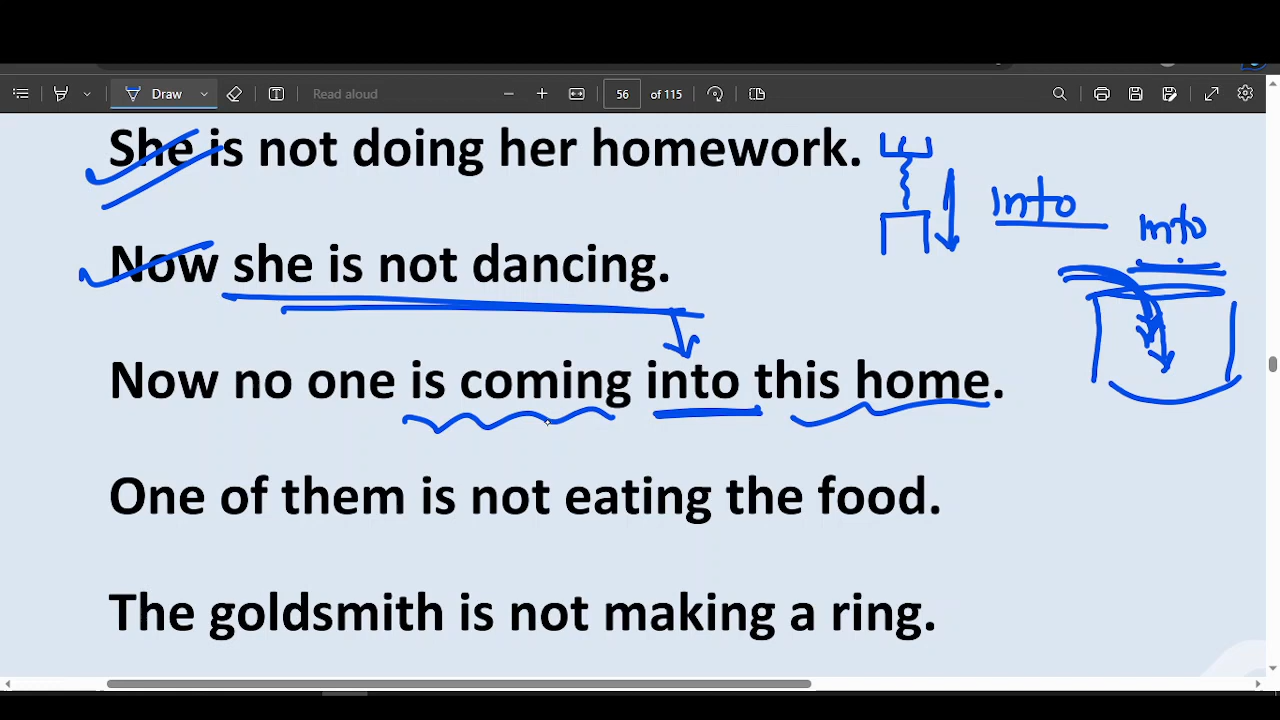 Draw
Read aloud
56 of 115
She is not doing her homework.
into
into
Now she is not dancing.
Now no one is coming into this home.
One of them is not eating the food.
The goldsmith is not making a ring.